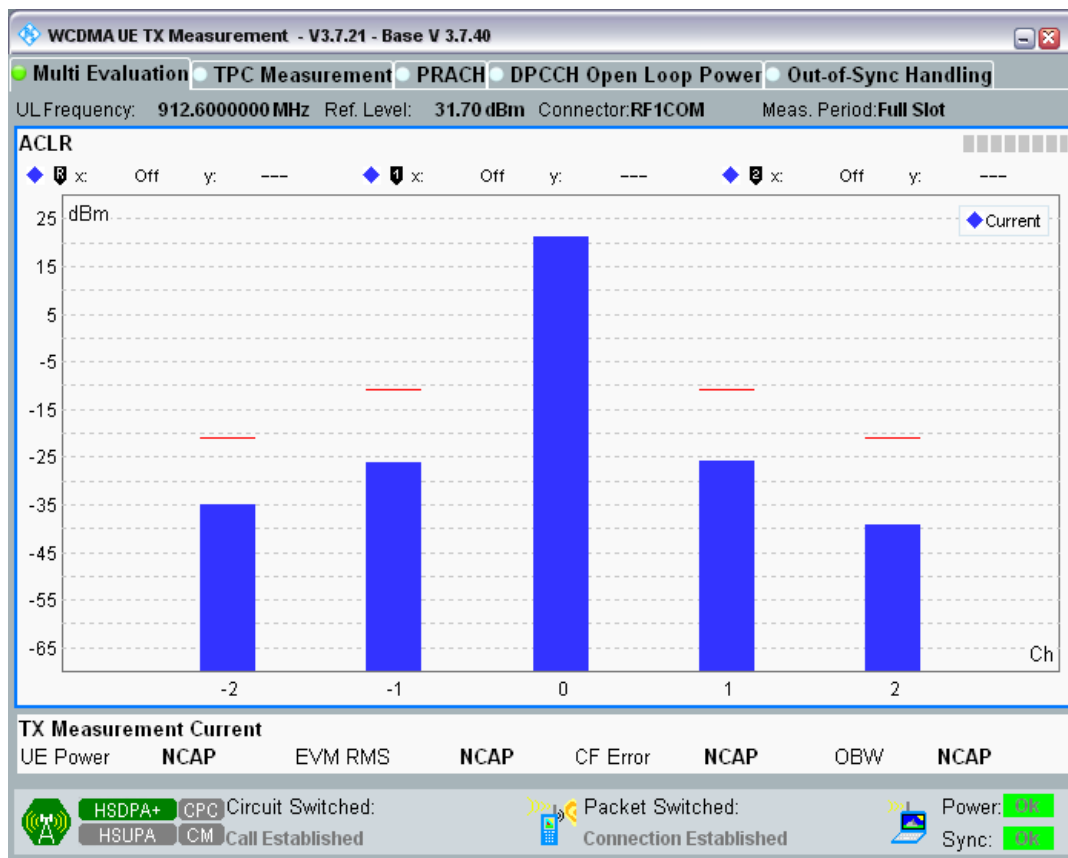 WCDMA UE TX Measurement - V3.7.21 - Base V 3.7.40
Multi Evaluation TPC Measurement PRACH DPCCH Open Loop Power Out-of-Sync Handling
UL Frequency: 912.6000000 MHz Ref. Level: 31.70 dBm Connector:RF1COM Meas. Period:Full Slot
ACLR
R x: Off y: --- 1 x: Off y: --- 2 x: Off y: ---
dBm
Current
25
15
5
-5
-15
-25
-35
-45
-55
-65
Ch
-2 -1 0 1 2
TX Measurement Current
UE Power NCAP EVM RMS NCAP CF Error NCAP OBW NCAP
HSDPA+ CPC Circuit Switched: Packet Switched: Power: OK
HSUPA CM Call Established Connection Established Sync: OK